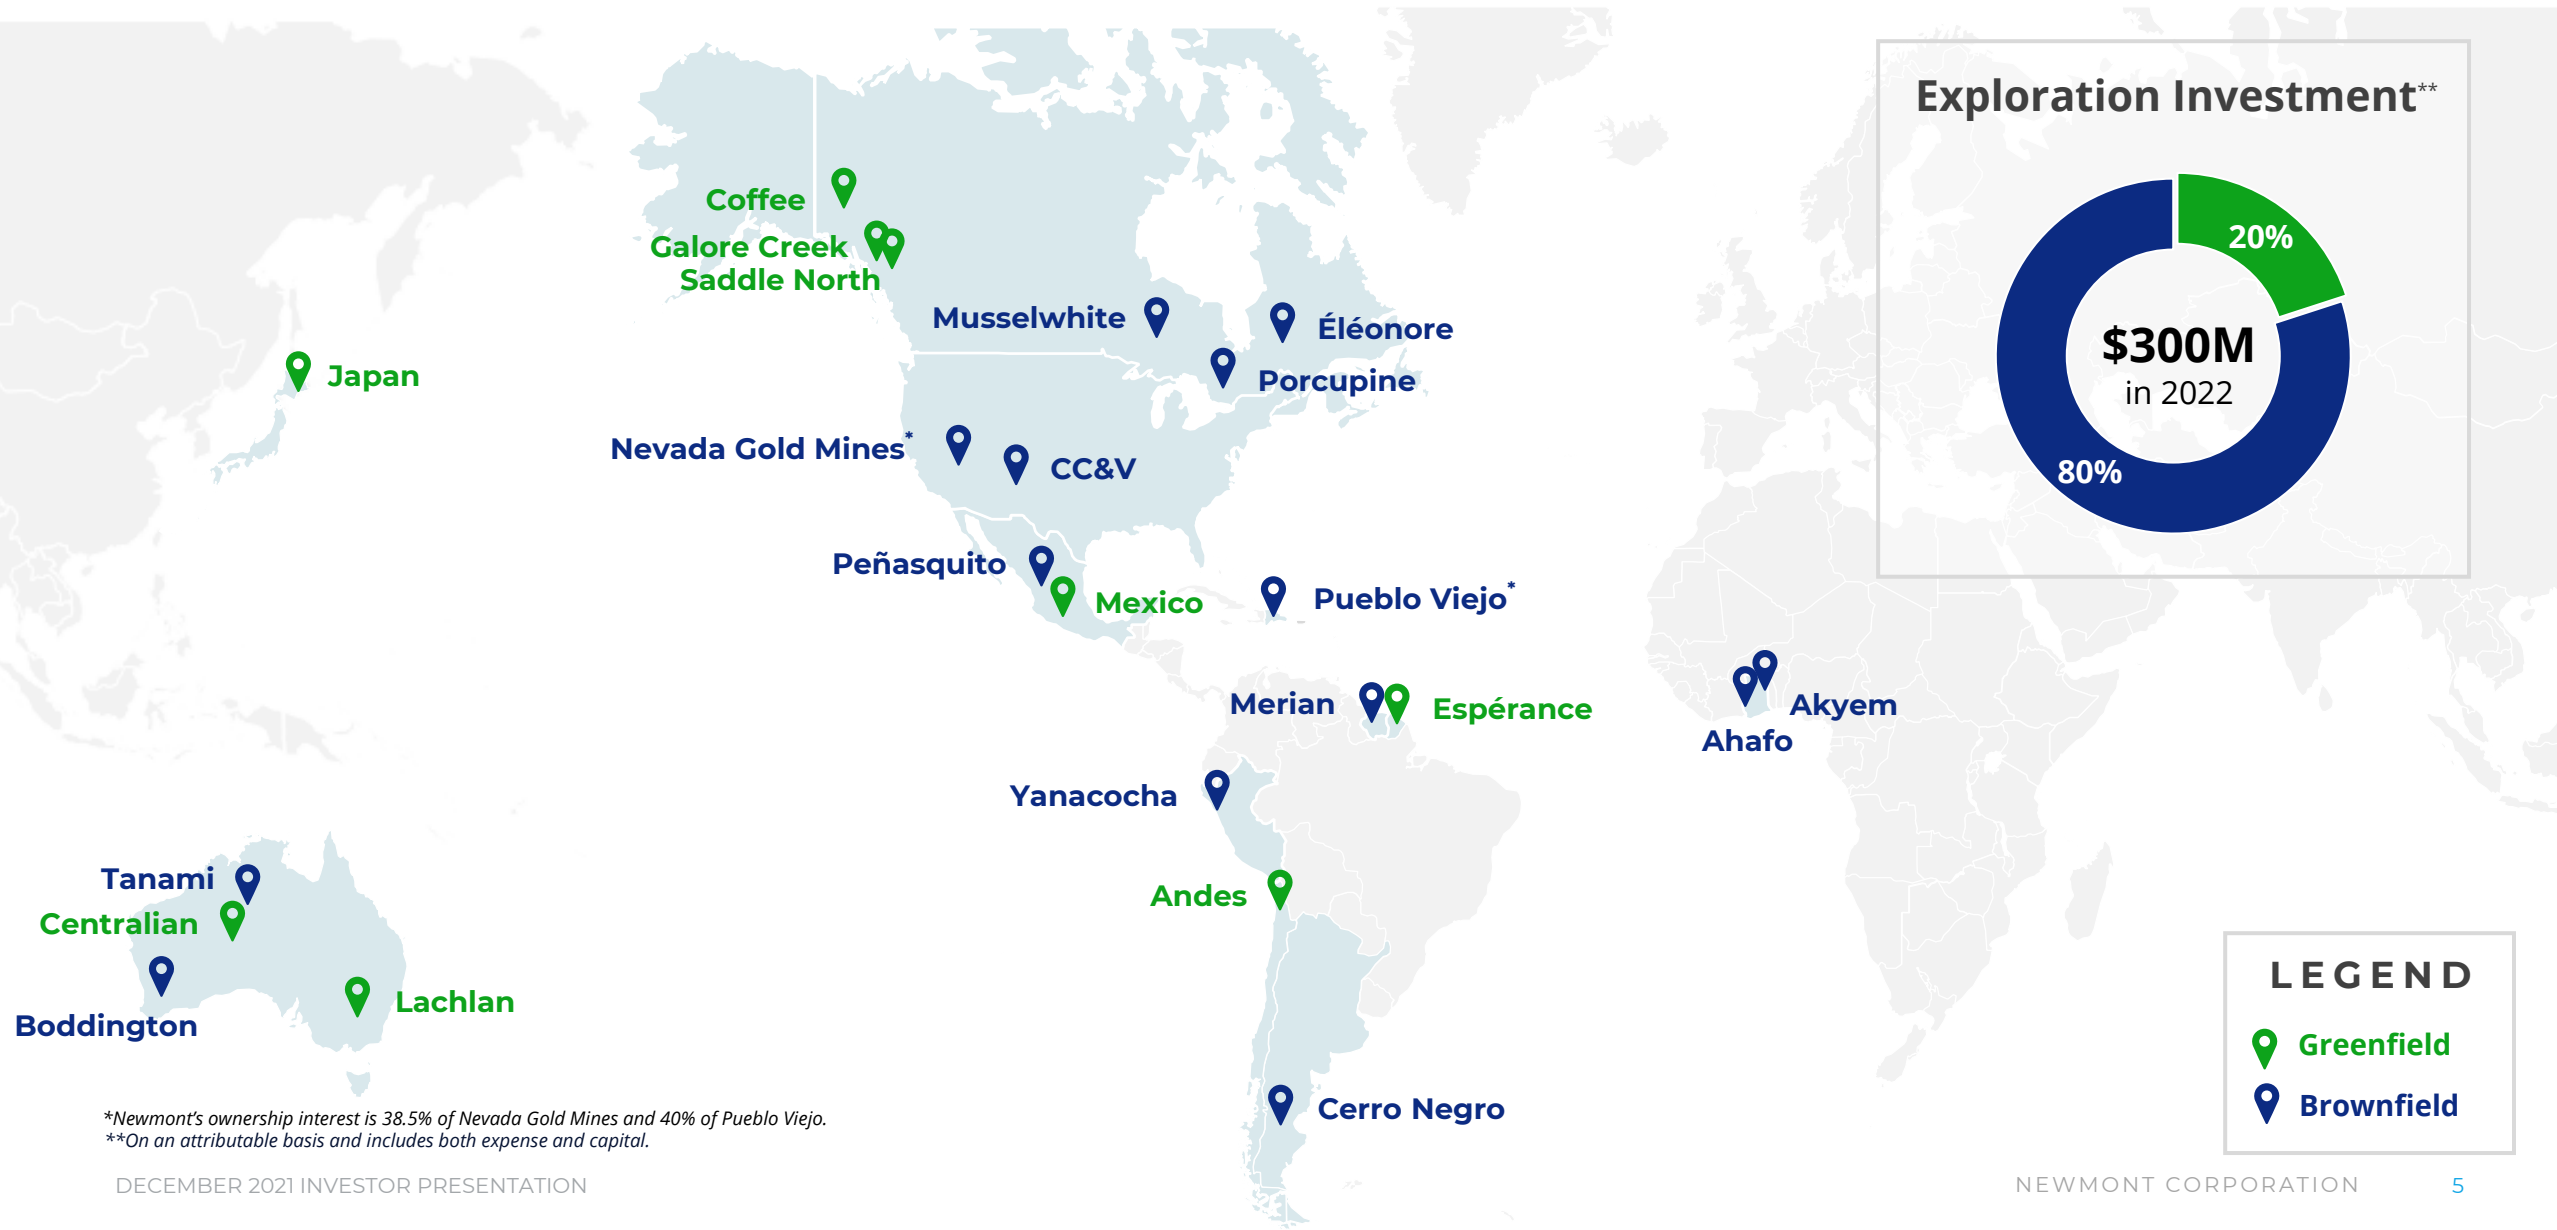 Exploration Investment**
20%
$300M
in 2022
80%
Coffee
Galore Creek
Saddle North
Musselwhite
Éléonore
Porcupine
Japan
Nevada Gold Mines*
CC&V
Peñasquito
Mexico
Pueblo Viejo*
Merian
Espérance
Akyem
Ahafo
Yanacocha
Andes
Tanami
Centralian
Boddington
Lachlan
Cerro Negro
LEGEND
Greenfield
Brownfield
*Newmont's ownership interest is 38.5% of Nevada Gold Mines and 40% of Pueblo Viejo.
**On an attributable basis and includes both expense and capital.
DECEMBER 2021 INVESTOR PRESENTATION
NEWMONT CORPORATION 5